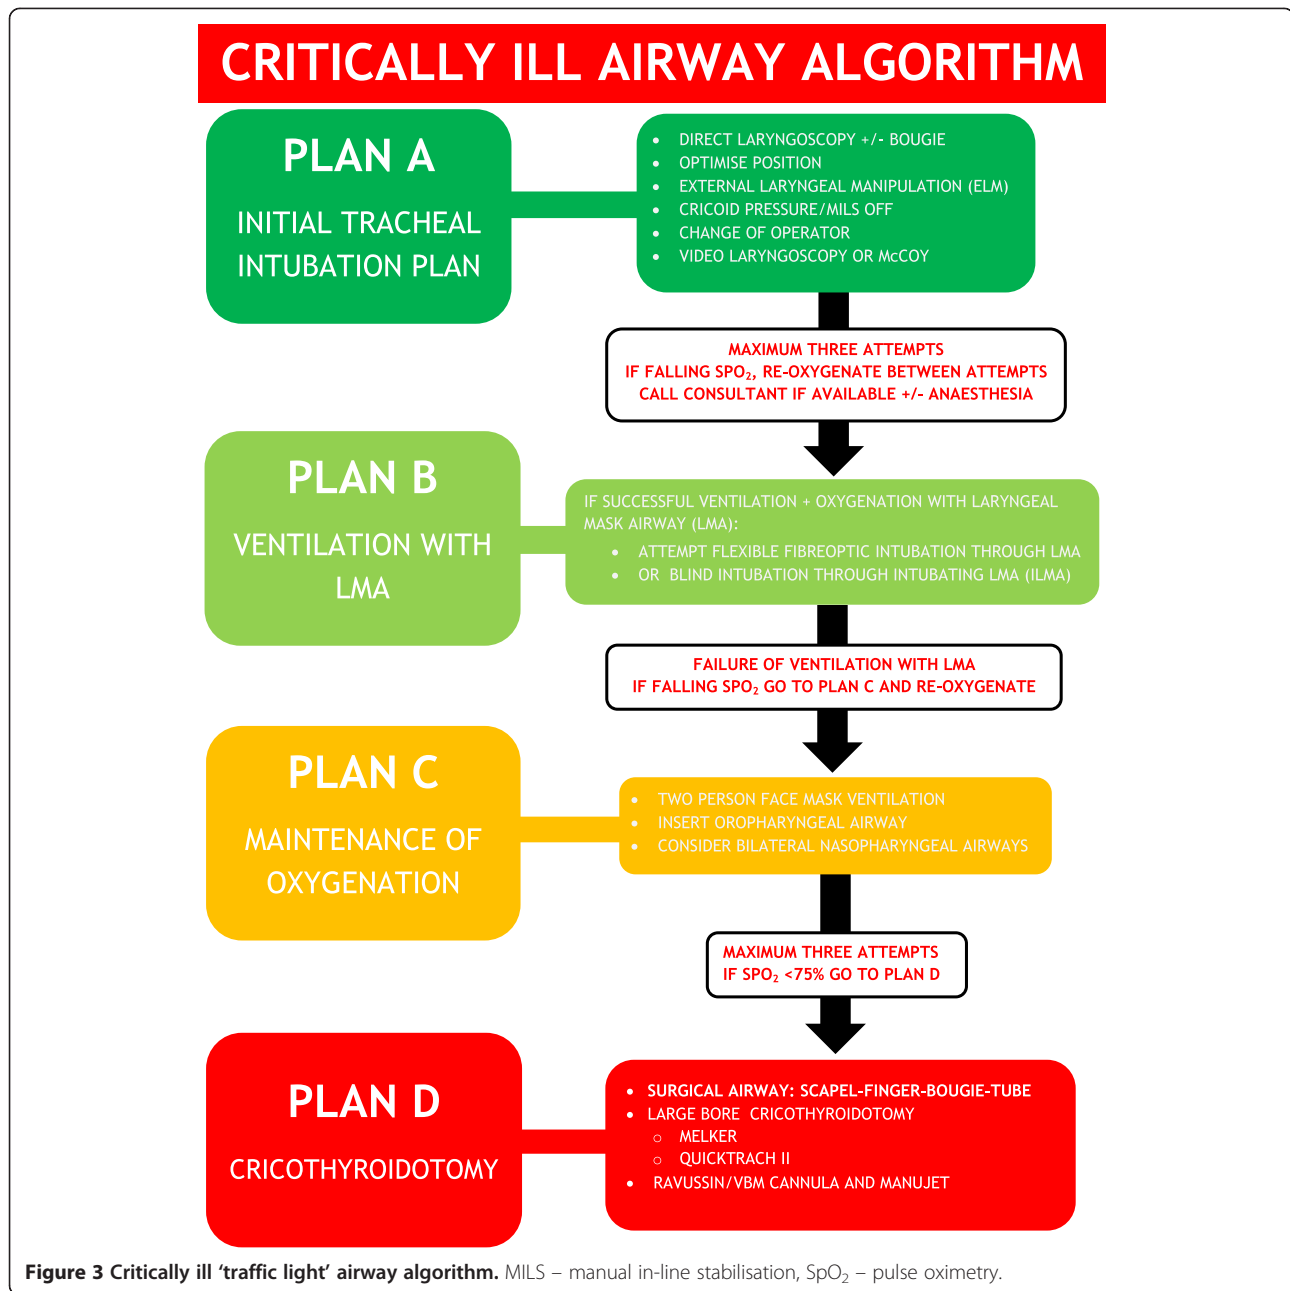 CRITICALLY ILL AIRWAY ALGORITHM
PLAN A
INITIAL TRACHEAL
INTUBATION PLAN
• DIRECT LARYNGOSCOPY +/- BOUGIE
• OPTIMISE POSITION
• EXTERNAL LARYNGEAL MANIPULATION (ELM)
• CRICOID PRESSURE/MILS OFF
• CHANGE OF OPERATOR
• VIDEO LARYNGOSCOPY OR McCOY
MAXIMUM THREE ATTEMPTS
IF FALLING SPO₂, RE-OXYGENATE BETWEEN ATTEMPTS
CALL CONSULTANT IF AVAILABLE +/- ANAESTHESIA
PLAN B
VENTILATION WITH
LMA
IF SUCCESSFUL VENTILATION + OXYGENATION WITH LARYNGEAL
MASK AIRWAY (LMA):
• ATTEMPT FLEXIBLE FIBREOPTIC INTUBATION THROUGH LMA
• OR BLIND INTUBATION THROUGH INTUBATING LMA (ILMA)
FAILURE OF VENTILATION WITH LMA
IF FALLING SPO₂ GO TO PLAN C AND RE-OXYGENATE
PLAN C
MAINTENANCE OF
OXYGENATION
• TWO PERSON FACE MASK VENTILATION
• INSERT OROPHARYNGEAL AIRWAY
• CONSIDER BILATERAL NASOPHARYNGEAL AIRWAYS
MAXIMUM THREE ATTEMPTS
IF SPO₂ <75% GO TO PLAN D
PLAN D
CRICOTHYROIDOTOMY
• SURGICAL AIRWAY: SCAPEL-FINGER-BOUGIE-TUBE
• LARGE BORE CRICOTHYROIDOTOMY
○ MELKER
○ QUICKTRACH II
• RAVUSSIN/VBM CANNULA AND MANUJET
Figure 3 Critically ill ‘traffic light’ airway algorithm. MILS – manual in-line stabilisation, SpO₂ – pulse oximetry.